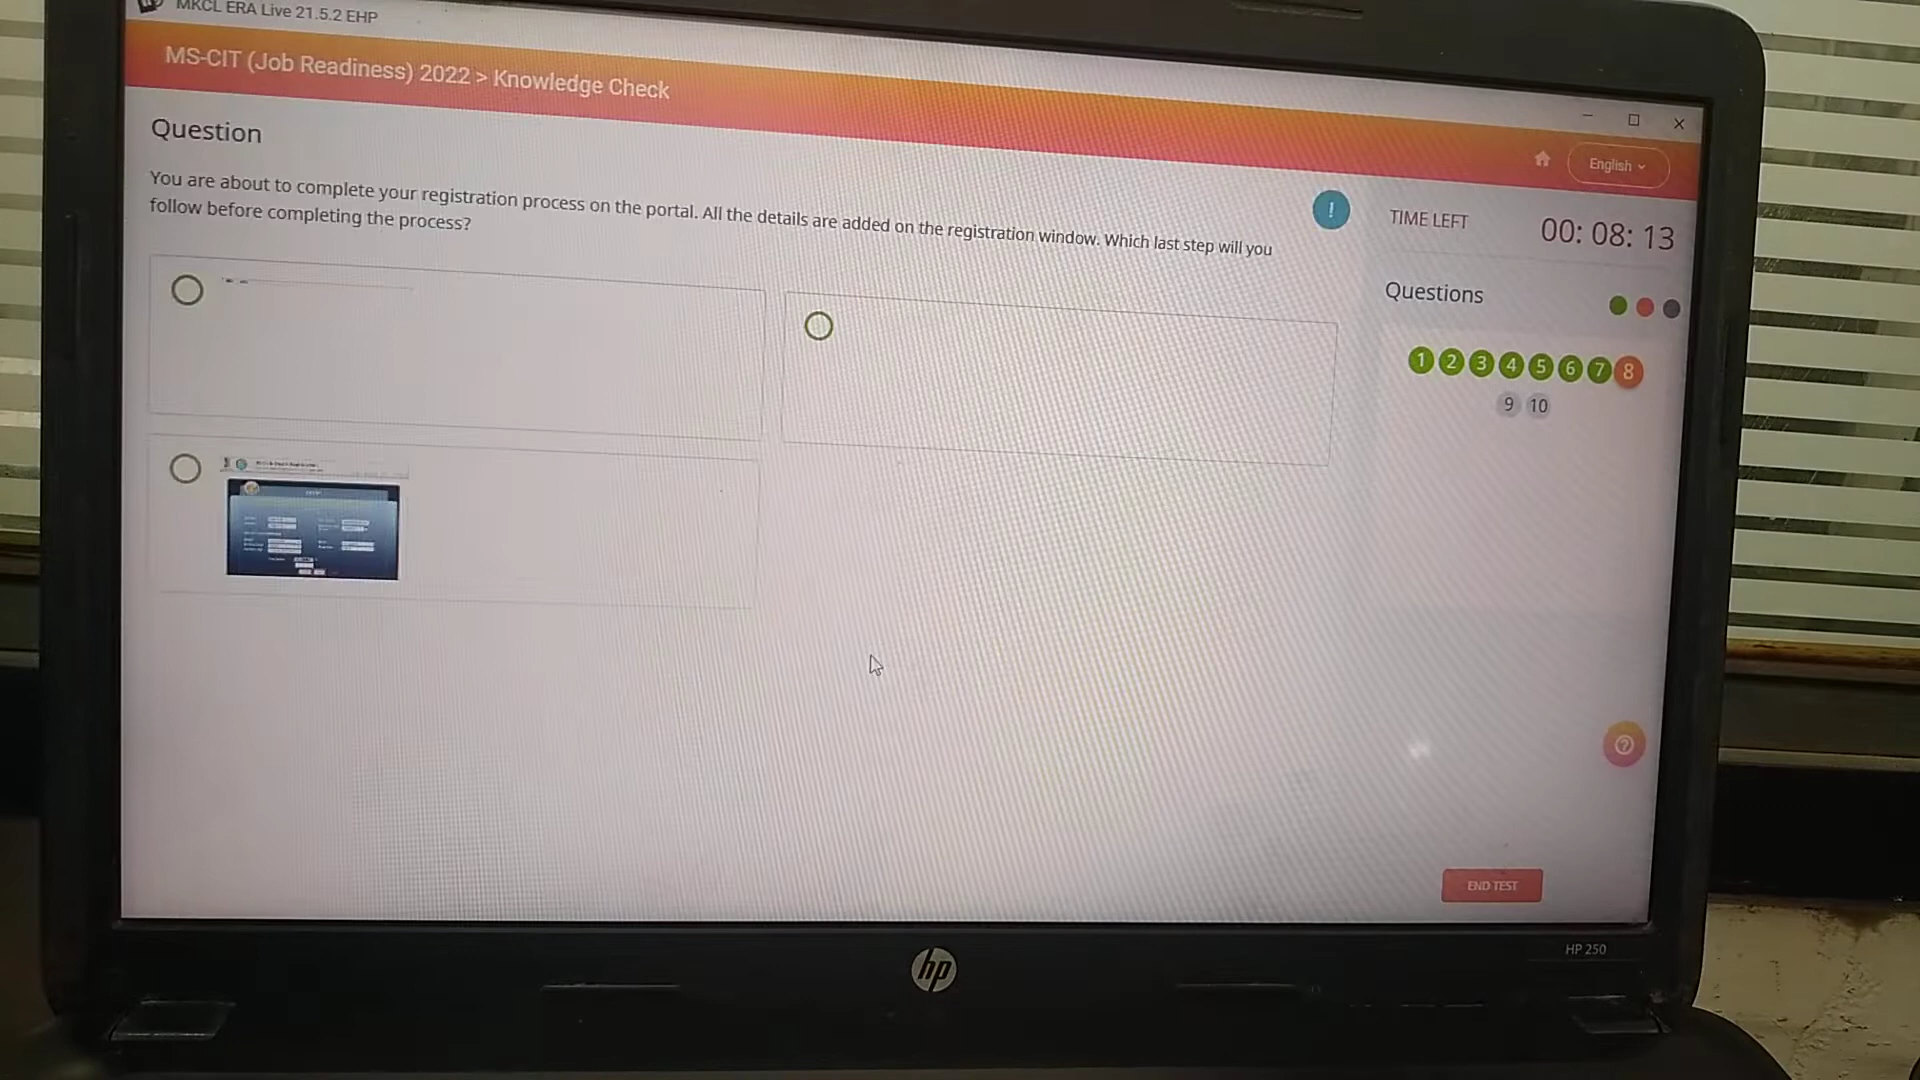 MKCL ERA Live 21.5.2 EHP
MS-CIT (Job Readiness) 2022 > Knowledge Check
English
Question
You are about to complete your registration process on the portal. All the details are added on the registration window. Which last step will you
follow before completing the process?
!
TIME LEFT
00: 08: 13
Questions
1 2 3 4 5 6 7 8
9 10
?
END TEST
hp
HP 250